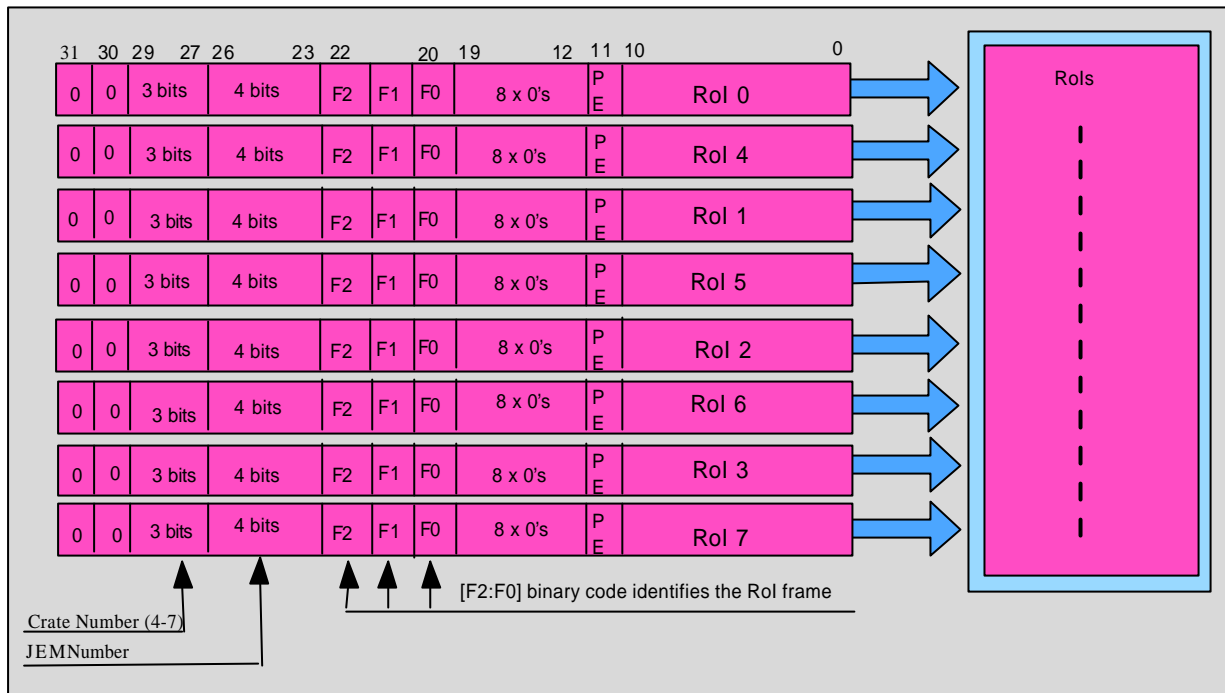 31 30 29 27 26 23 22 20 19 12 11 10 0
0 0 3 bits 4 bits F2 F1 F0 8 x 0's P E RoI 0
RoIs
0 0 3 bits 4 bits F2 F1 F0 8 x 0's P E RoI 4
0 0 3 bits 4 bits F2 F1 F0 8 x 0's P E RoI 1
0 0 3 bits 4 bits F2 F1 F0 8 x 0's P E RoI 5
0 0 3 bits 4 bits F2 F1 F0 8 x 0's P E RoI 2
0 0 3 bits 4 bits F2 F1 F0 8 x 0's P E RoI 6
0 0 3 bits 4 bits F2 F1 F0 8 x 0's P E RoI 3
0 0 3 bits 4 bits F2 F1 F0 8 x 0's P E RoI 7
[F2:F0] binary code identifies the RoI frame
Crate Number (4-7)
JEMNumber